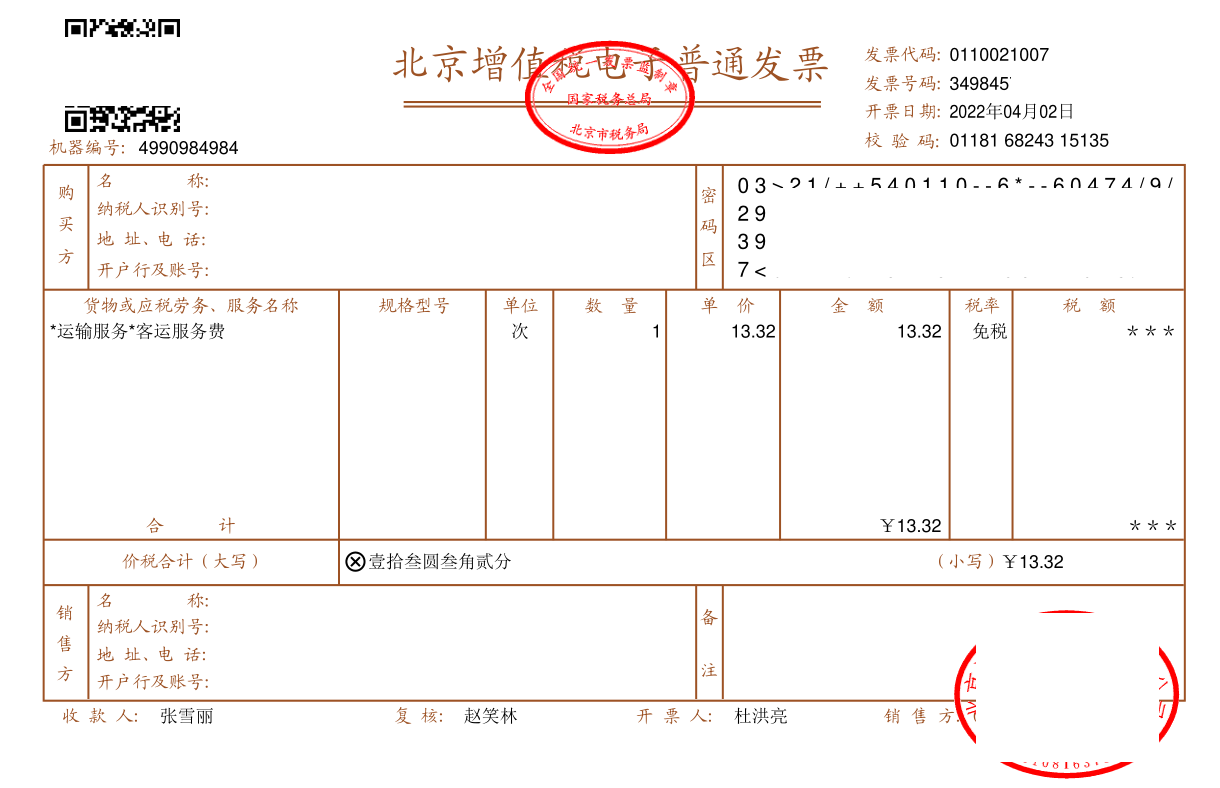 北京增值税电子普通发票
全国统一发票监制章
国家税务总局
北京市税务局
发票代码: 0110021007
发票号码: 349845
开票日期: 2022年04月02日
校 验 码: 01181 68243 15135
机器编号: 4990984984
购买方
名 称:
纳税人识别号:
地 址、电 话:
开户行及账号:
密码区
03>21/++540110--6*--60474/9/
29
39
7<
货物或应税劳务、服务名称 规格型号 单位 数 量 单 价 金 额 税率 税 额
*运输服务*客运服务费 次 1 13.32 13.32 免税 ***
合 计 ¥13.32 ***
价税合计(大写) ⊗壹拾叁圆叁角贰分 (小写)¥13.32
销售方
名 称:
纳税人识别号:
地 址、电 话:
开户行及账号:
备注
收 款 人: 张雪丽 复 核: 赵笑林 开 票 人: 杜洪亮 销 售 方: